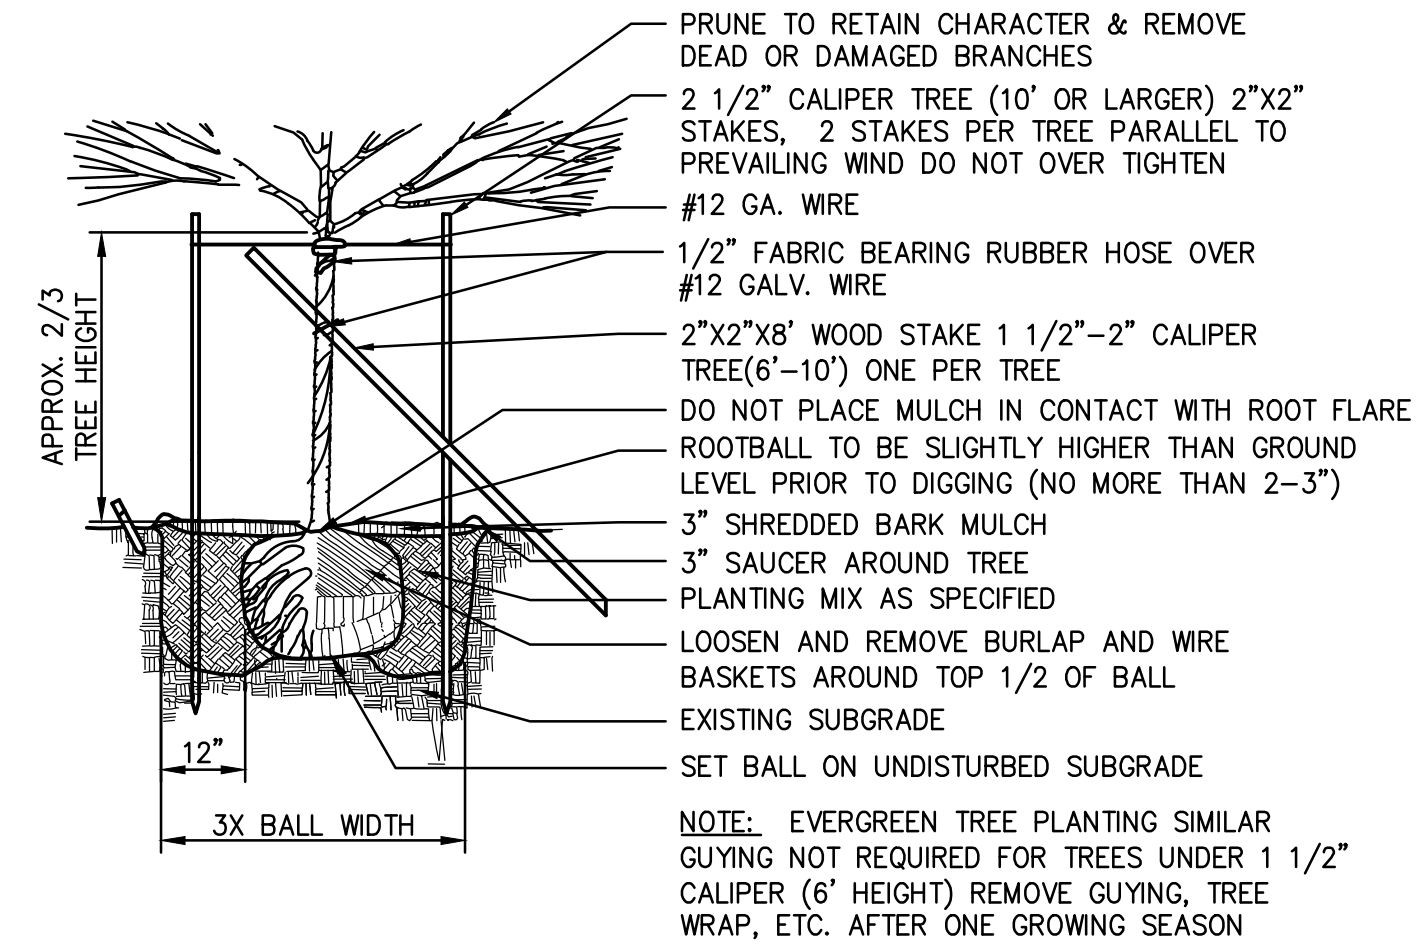 PRUNE TO RETAIN CHARACTER & REMOVE
DEAD OR DAMAGED BRANCHES
2 1/2" CALIPER TREE (10' OR LARGER) 2"X2"
STAKES, 2 STAKES PER TREE PARALLEL TO
PREVAILING WIND DO NOT OVER TIGHTEN
#12 GA. WIRE
1/2" FABRIC BEARING RUBBER HOSE OVER
#12 GALV. WIRE
2"X2"X8' WOOD STAKE 1 1/2"-2" CALIPER
TREE(6'-10') ONE PER TREE
DO NOT PLACE MULCH IN CONTACT WITH ROOT FLARE
ROOTBALL TO BE SLIGHTLY HIGHER THAN GROUND
LEVEL PRIOR TO DIGGING (NO MORE THAN 2-3")
3" SHREDDED BARK MULCH
3" SAUCER AROUND TREE
PLANTING MIX AS SPECIFIED
LOOSEN AND REMOVE BURLAP AND WIRE
BASKETS AROUND TOP 1/2 OF BALL
EXISTING SUBGRADE
SET BALL ON UNDISTURBED SUBGRADE
APPROX. 2/3
TREE HEIGHT
12"
3X BALL WIDTH
NOTE: EVERGREEN TREE PLANTING SIMILAR
GUYING NOT REQUIRED FOR TREES UNDER 1 1/2"
CALIPER (6' HEIGHT) REMOVE GUYING, TREE
WRAP, ETC. AFTER ONE GROWING SEASON